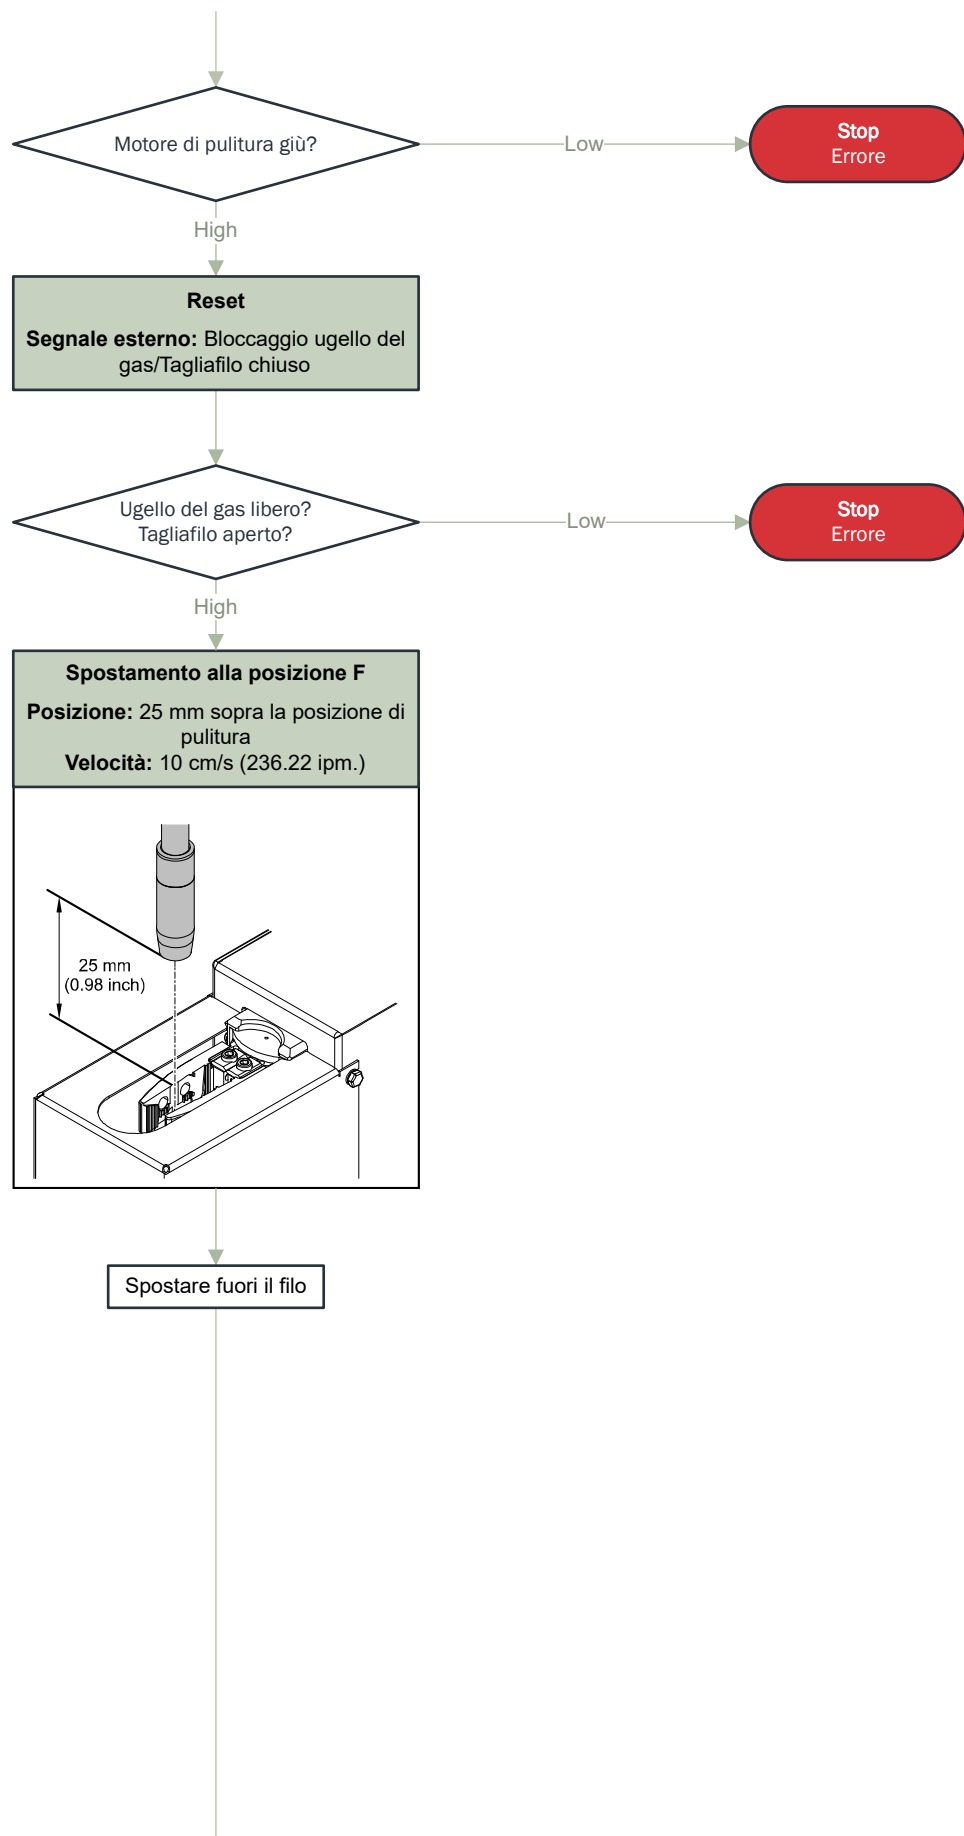 Motore di pulitura giù?
Low
Stop
Errore
High
Reset
Segnale esterno: Bloccaggio ugello del
gas/Tagliafilo chiuso
Ugello del gas libero?
Tagliafilo aperto?
Low
Stop
Errore
High
Spostamento alla posizione F
Posizione: 25 mm sopra la posizione di
pulitura
Velocità: 10 cm/s (236.22 ipm.)
25 mm
(0.98 inch)
Spostare fuori il filo